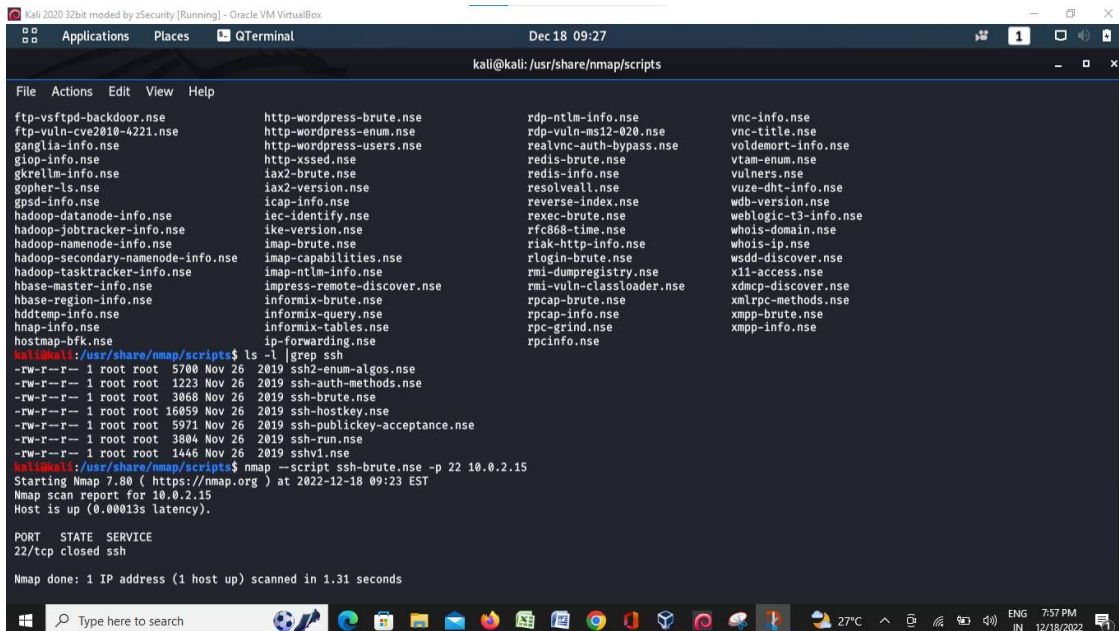 Kali 2020 32bit moded by zSecurity [Running] - Oracle VM VirtualBox
Applications Places QTerminal Dec 18 09:27 1
kali@kali: /usr/share/nmap/scripts
File Actions Edit View Help
ftp-vsftpd-backdoor.nse http-wordpress-brute.nse rdp-ntlm-info.nse vnc-info.nse
ftp-vuln-cve2010-4221.nse http-wordpress-enum.nse rdp-vuln-ms12-020.nse vnc-title.nse
ganglia-info.nse http-wordpress-users.nse realvnc-auth-bypass.nse voldemort-info.nse
giop-info.nse http-xssed.nse redis-brute.nse vtam-enum.nse
gkrellm-info.nse iax2-brute.nse redis-info.nse vulners.nse
gopher-ls.nse iax2-version.nse resolveall.nse vuze-dht-info.nse
gpsd-info.nse icap-info.nse reverse-index.nse wdb-version.nse
hadoop-datanode-info.nse iec-identify.nse rexec-brute.nse weblogic-t3-info.nse
hadoop-jobtracker-info.nse ike-version.nse rfc868-time.nse whois-domain.nse
hadoop-namenode-info.nse imap-brute.nse riak-http-info.nse whois-ip.nse
hadoop-secondary-namenode-info.nse imap-capabilities.nse rlogin-brute.nse wsdd-discover.nse
hadoop-tasktracker-info.nse imap-ntlm-info.nse rmi-dumpregistry.nse x11-access.nse
hbase-master-info.nse impress-remote-discover.nse rmi-vuln-classloader.nse xdmcp-discover.nse
hbase-region-info.nse informix-brute.nse rpcap-brute.nse xmlrpc-methods.nse
hddtemp-info.nse informix-query.nse rpcap-info.nse xmpp-brute.nse
hnap-info.nse informix-tables.nse rpc-grind.nse xmpp-info.nse
hostmap-bfk.nse ip-forwarding.nse rpcinfo.nse
kali@kali:/usr/share/nmap/scripts$ ls -l |grep ssh
-rw-r--r-- 1 root root 5700 Nov 26 2019 ssh2-enum-algos.nse
-rw-r--r-- 1 root root 1223 Nov 26 2019 ssh-auth-methods.nse
-rw-r--r-- 1 root root 3068 Nov 26 2019 ssh-brute.nse
-rw-r--r-- 1 root root 16059 Nov 26 2019 ssh-hostkey.nse
-rw-r--r-- 1 root root 5971 Nov 26 2019 ssh-publickey-acceptance.nse
-rw-r--r-- 1 root root 3804 Nov 26 2019 ssh-run.nse
-rw-r--r-- 1 root root 1446 Nov 26 2019 sshv1.nse
kali@kali:/usr/share/nmap/scripts$ nmap --script ssh-brute.nse -p 22 10.0.2.15
Starting Nmap 7.80 ( https://nmap.org ) at 2022-12-18 09:23 EST
Nmap scan report for 10.0.2.15
Host is up (0.00013s latency).
PORT STATE SERVICE
22/tcp closed ssh
Nmap done: 1 IP address (1 host up) scanned in 1.31 seconds
Type here to search 27°C ENG 7:57 PM
IN 12/18/2022